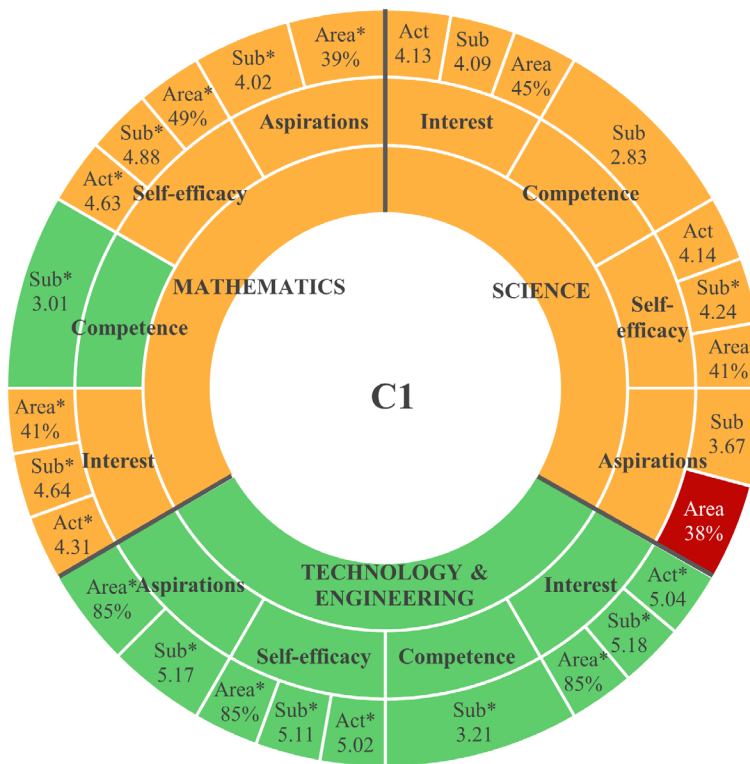 Act
4.13
Sub
4.09
Area
45%
Interest
Sub
2.83
Competence
Act
4.14
Sub*
4.24
Area
41%
Self-
efficacy
Sub
3.67
Area
38%
Aspirations
SCIENCE
Act*
5.04
Sub*
5.18
Area*
85%
Interest
Sub*
3.21
Competence
Act*
5.02
Sub*
5.11
Area*
85%
Self-efficacy
Sub*
5.17
Area*
85%
Aspirations
TECHNOLOGY &
ENGINEERING
Act*
4.31
Sub*
4.64
Area*
41%
Interest
Sub*
3.01
Competence
Act*
4.63
Sub*
4.88
Area*
49%
Self-efficacy
Sub*
4.02
Area*
39%
Aspirations
MATHEMATICS
C1